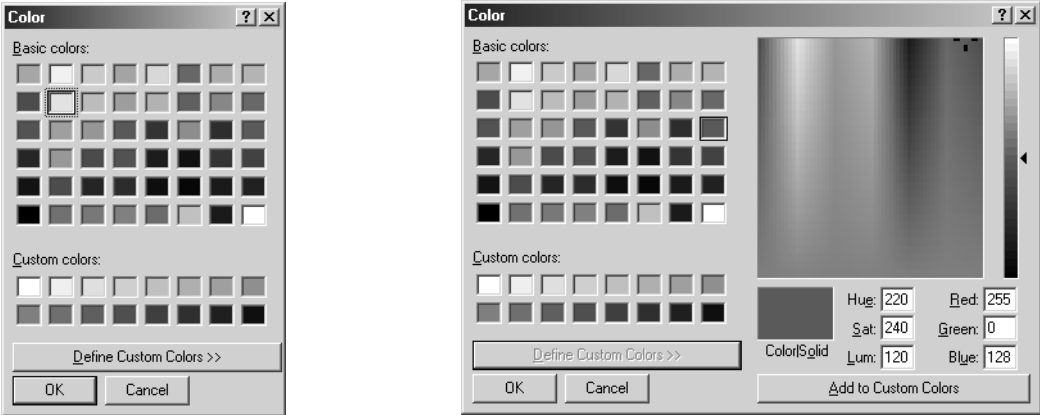 Color
Basic colors:
Custom colors:
Define Custom Colors >>
OK Cancel
Color
Basic colors:
Custom colors:
Define Custom Colors >>
OK Cancel
Color|Solid
Hue: 220 Red: 255
Sat: 240 Green: 0
Lum: 120 Blue: 128
Add to Custom Colors